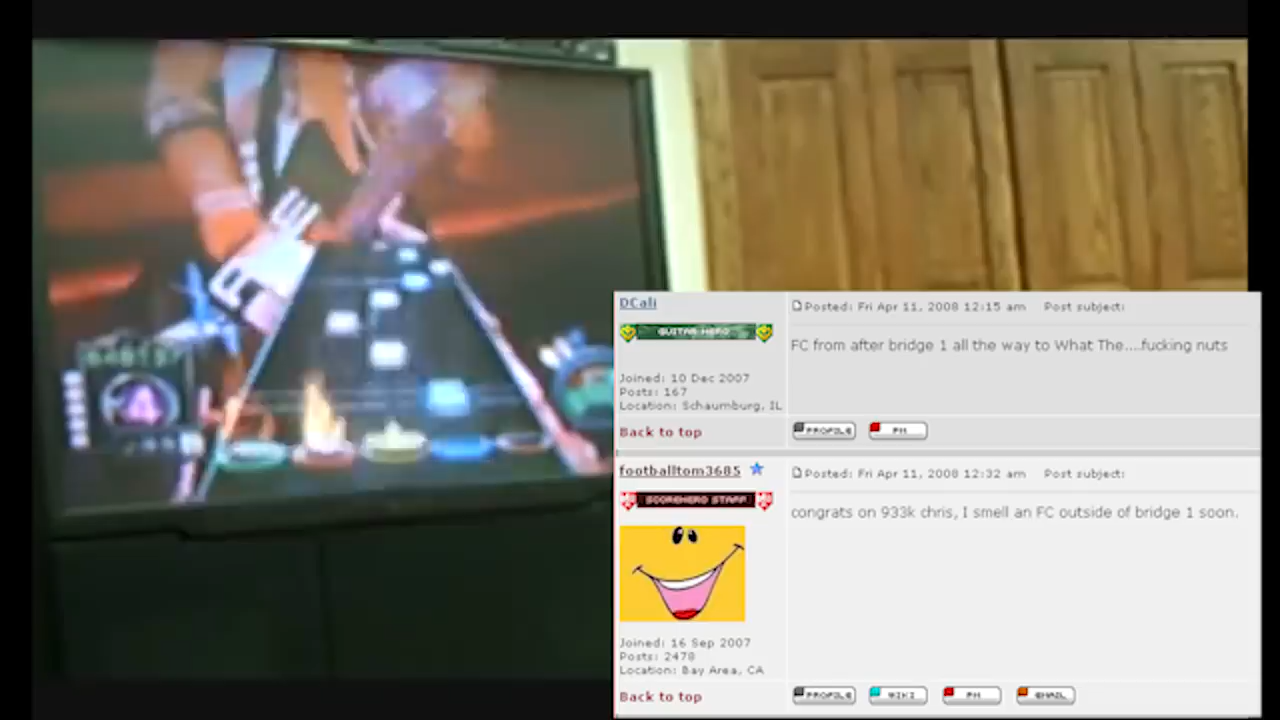 DCali
Posted: Fri Apr 11, 2008 12:15 am Post subject:
GUITAR HERO
FC from after bridge 1 all the way to What The....fucking nuts
Joined: 10 Dec 2007
Posts: 167
Location: Schaumburg, IL
Back to top
PROFILE PM
footballtom3685
Posted: Fri Apr 11, 2008 12:32 am Post subject:
SCOREHERO STAFF
congrats on 933k chris, I smell an FC outside of bridge 1 soon.
Joined: 16 Sep 2007
Posts: 2478
Location: Bay Area, CA
Back to top
PROFILE WIKI PM EMAIL